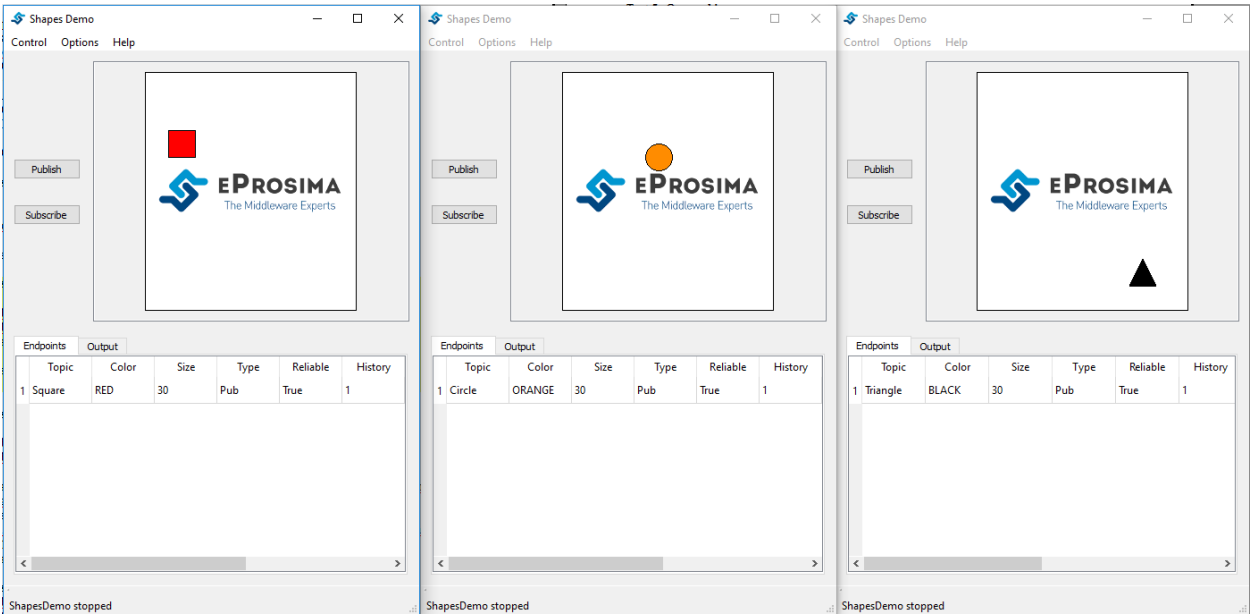 Shapes Demo
Control Options Help
Publish
Subscribe
EPROSIMA
The Middleware Experts
Endpoints Output
Topic Color Size Type Reliable History
1 Square RED 30 Pub True 1
ShapesDemo stopped
Shapes Demo
Control Options Help
Publish
Subscribe
EPROSIMA
The Middleware Experts
Endpoints Output
Topic Color Size Type Reliable History
1 Circle ORANGE 30 Pub True 1
ShapesDemo stopped
Shapes Demo
Control Options Help
Publish
Subscribe
EPROSIMA
The Middleware Experts
Endpoints Output
Topic Color Size Type Reliable History
1 Triangle BLACK 30 Pub True 1
ShapesDemo stopped